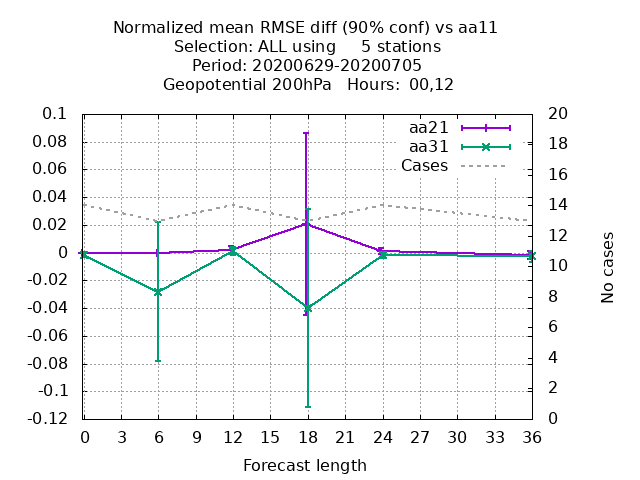 Normalized mean RMSE diff (90% conf) vs aa11
Selection: ALL using     5 stations
Period: 20200629-20200705
Geopotential 200hPa   Hours: 00,12
aa21
aa31
Cases
0.1
0.08
0.06
0.04
0.02
0
-0.02
-0.04
-0.06
-0.08
-0.1
-0.12
20
18
16
14
12
10
8
6
4
2
0
No cases
0 3 6 9 12 15 18 21 24 27 30 33 36
Forecast length